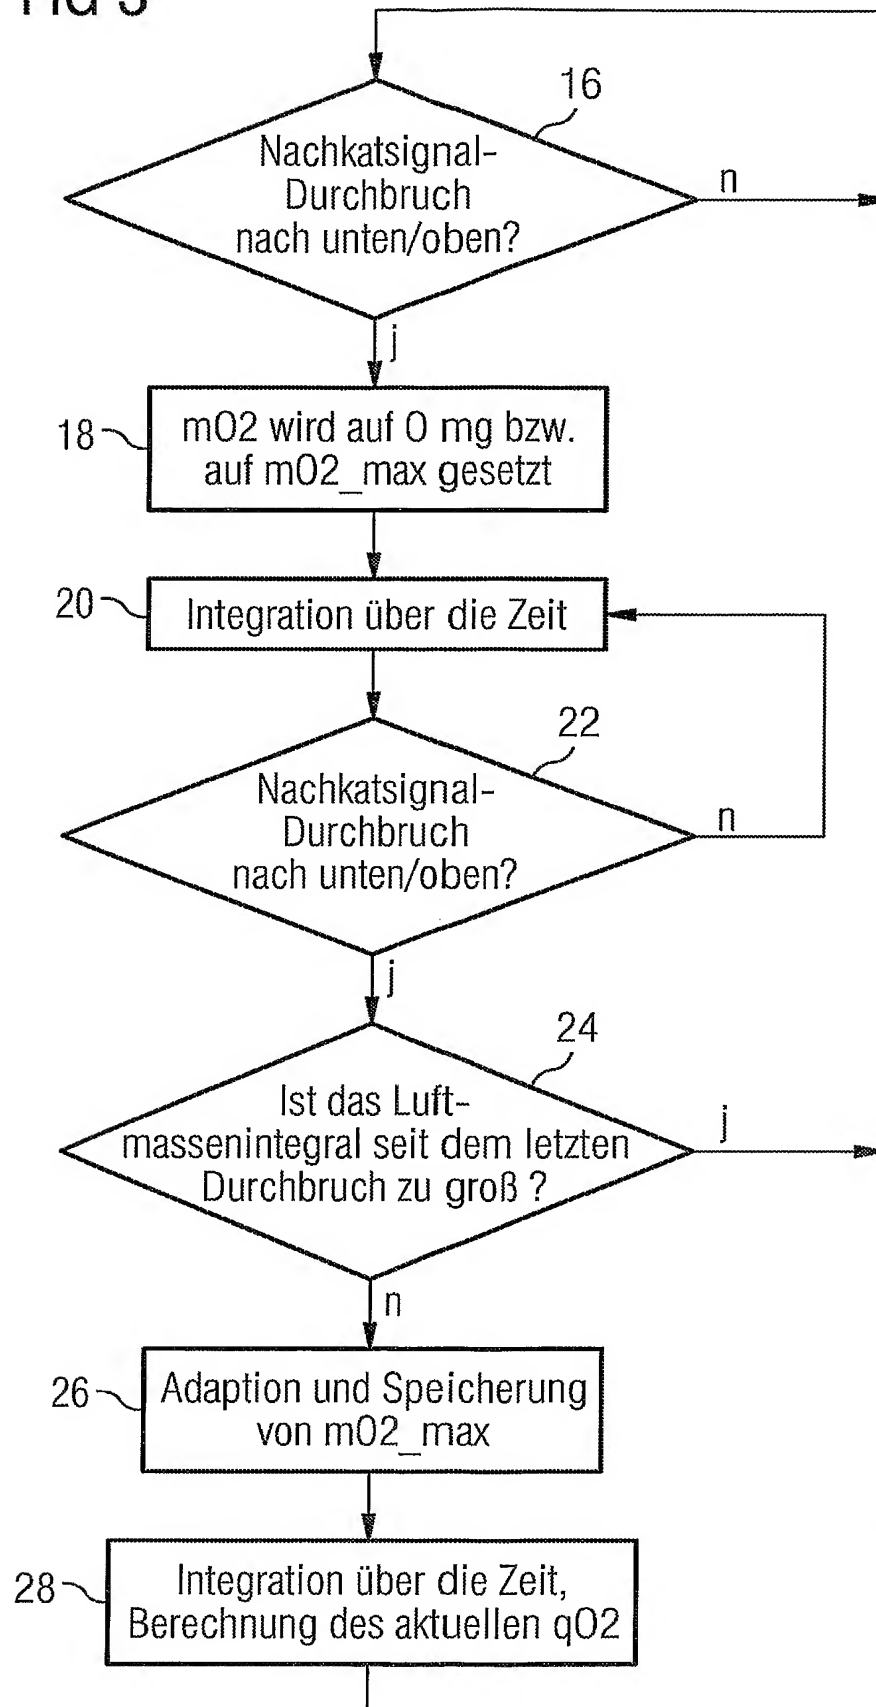 FIG 3
16
Nachkatsignal-
Durchbruch
nach unten/oben?
n
j
18
mO2 wird auf 0 mg bzw.
auf mO2_max gesetzt
20
Integration über die Zeit
22
Nachkatsignal-
Durchbruch
nach unten/oben?
n
j
24
Ist das Luft-
massenintegral seit dem letzten
Durchbruch zu groß ?
j
n
26
Adaption und Speicherung
von mO2_max
28
Integration über die Zeit,
Berechnung des aktuellen qO2